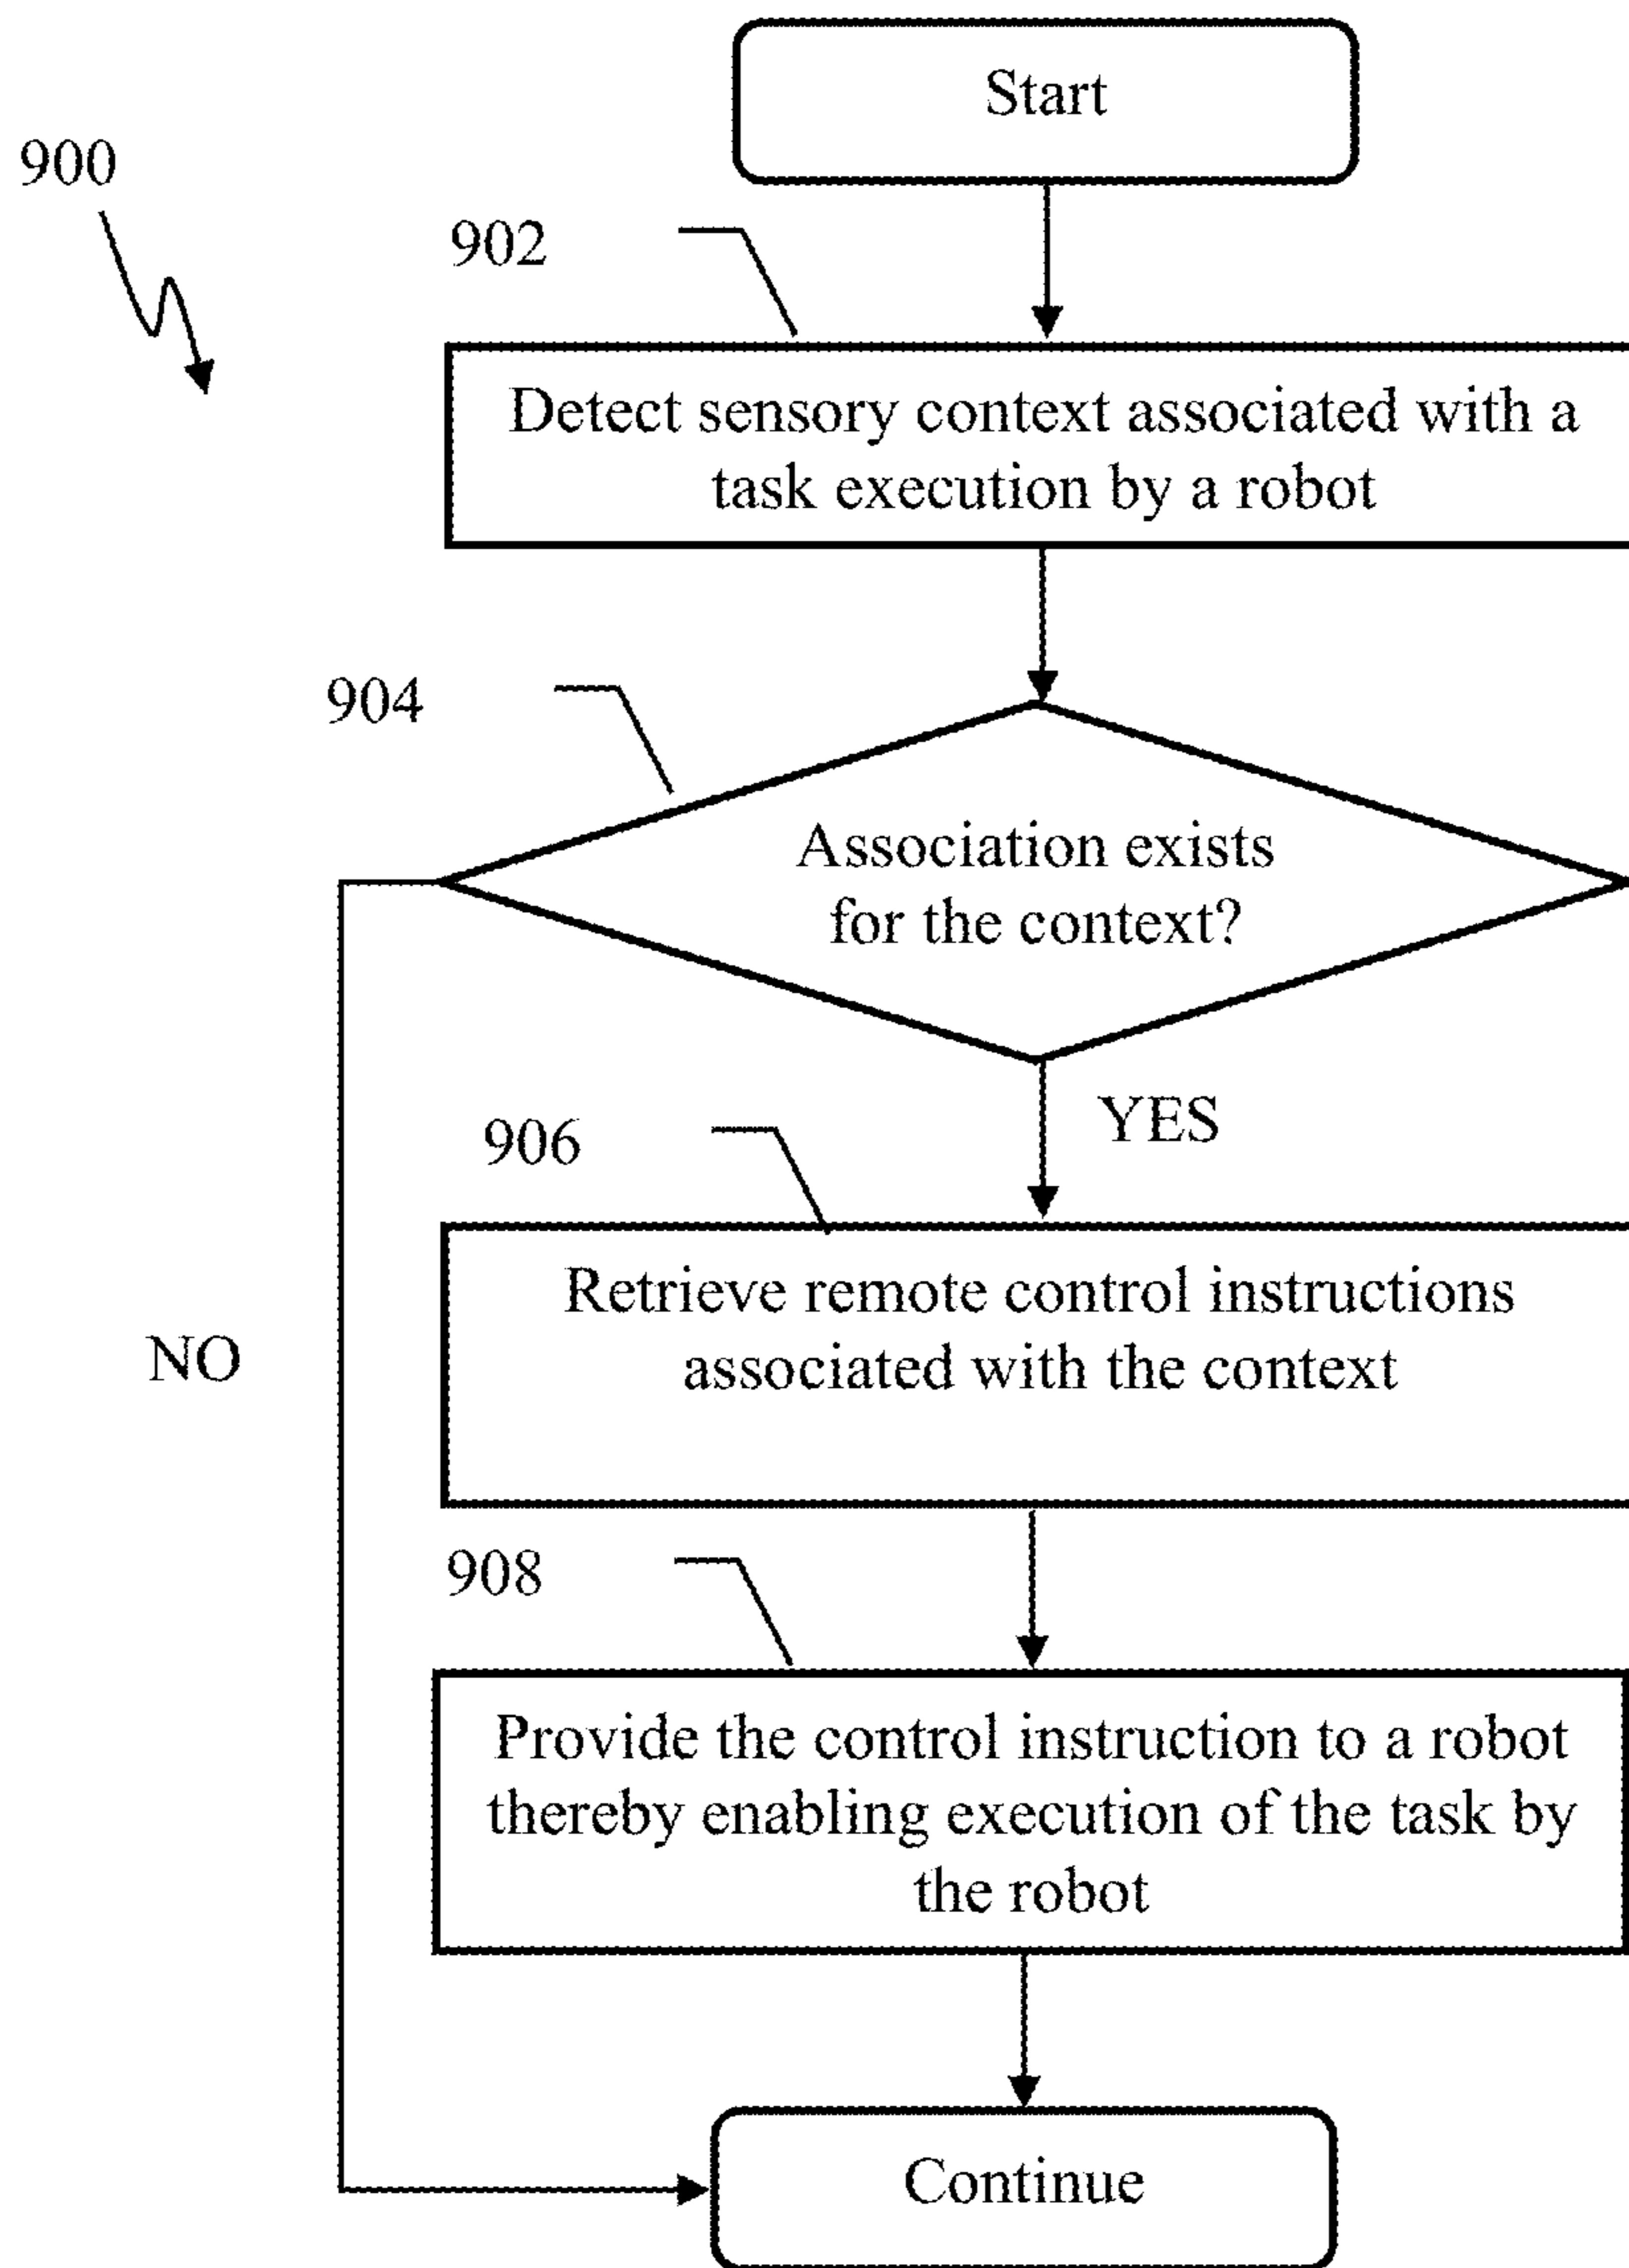 Start
900
902
Detect sensory context associated with a
task execution by a robot
904
Association exists
for the context?
YES
906
Retrieve remote control instructions
associated with the context
NO
908
Provide the control instruction to a robot
thereby enabling execution of the task by
the robot
Continue